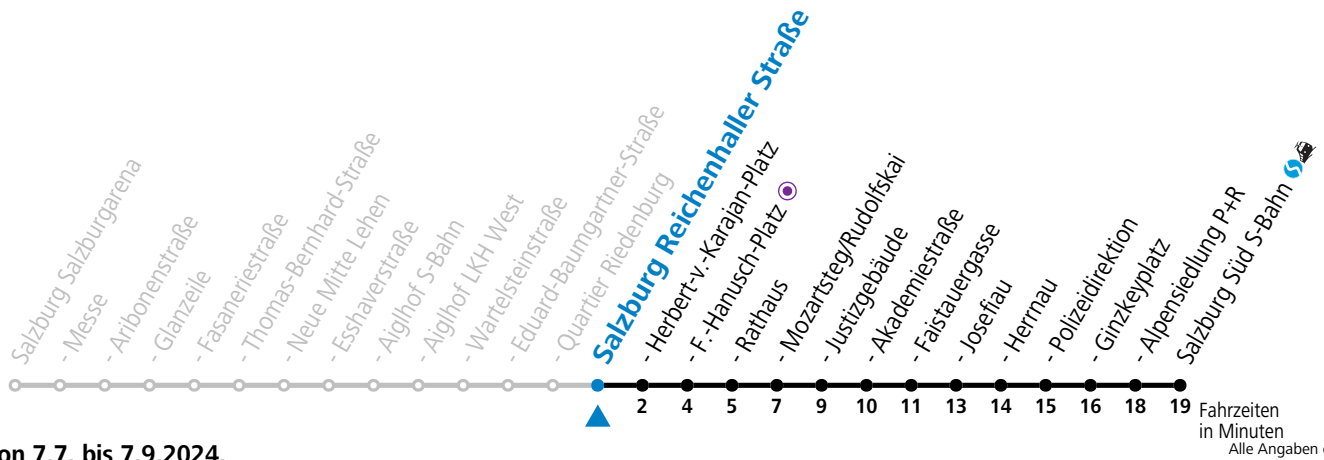 Salzburg Salzburgarena
- Messe
- Aribonenstraße
- Glanzeile
- Fasaneriestraße
- Thomas-Bernhard-Straße
- Neue Mitte Lehen
- Esshaverstraße
- Aiglhof S-Bahn
- Aiglhof LKH West
- Wartelsteinstraße
- Eduard-Baumgartner-Straße
- Quartier Riedenburg
Salzburg Reichenhaller Straße
- Herbert-v.-Karajan-Platz
- F.-Hanusch-Platz
- Rathaus
- Mozartsteg/Rudolfskai
- Justizgebäude
- Akademiestraße
- Faistauergasse
- Josefiau
- Herrnau
- Polizeidirektion
- Ginzkeyplatz
- Alpensiedlung P+R
Salzburg Süd S-Bahn
2 4 5 7 9 10 11 13 14 15 16 18 19
Fahrzeiten
in Minuten
Alle Angaben
on 7.7. bis 7.9.2024.